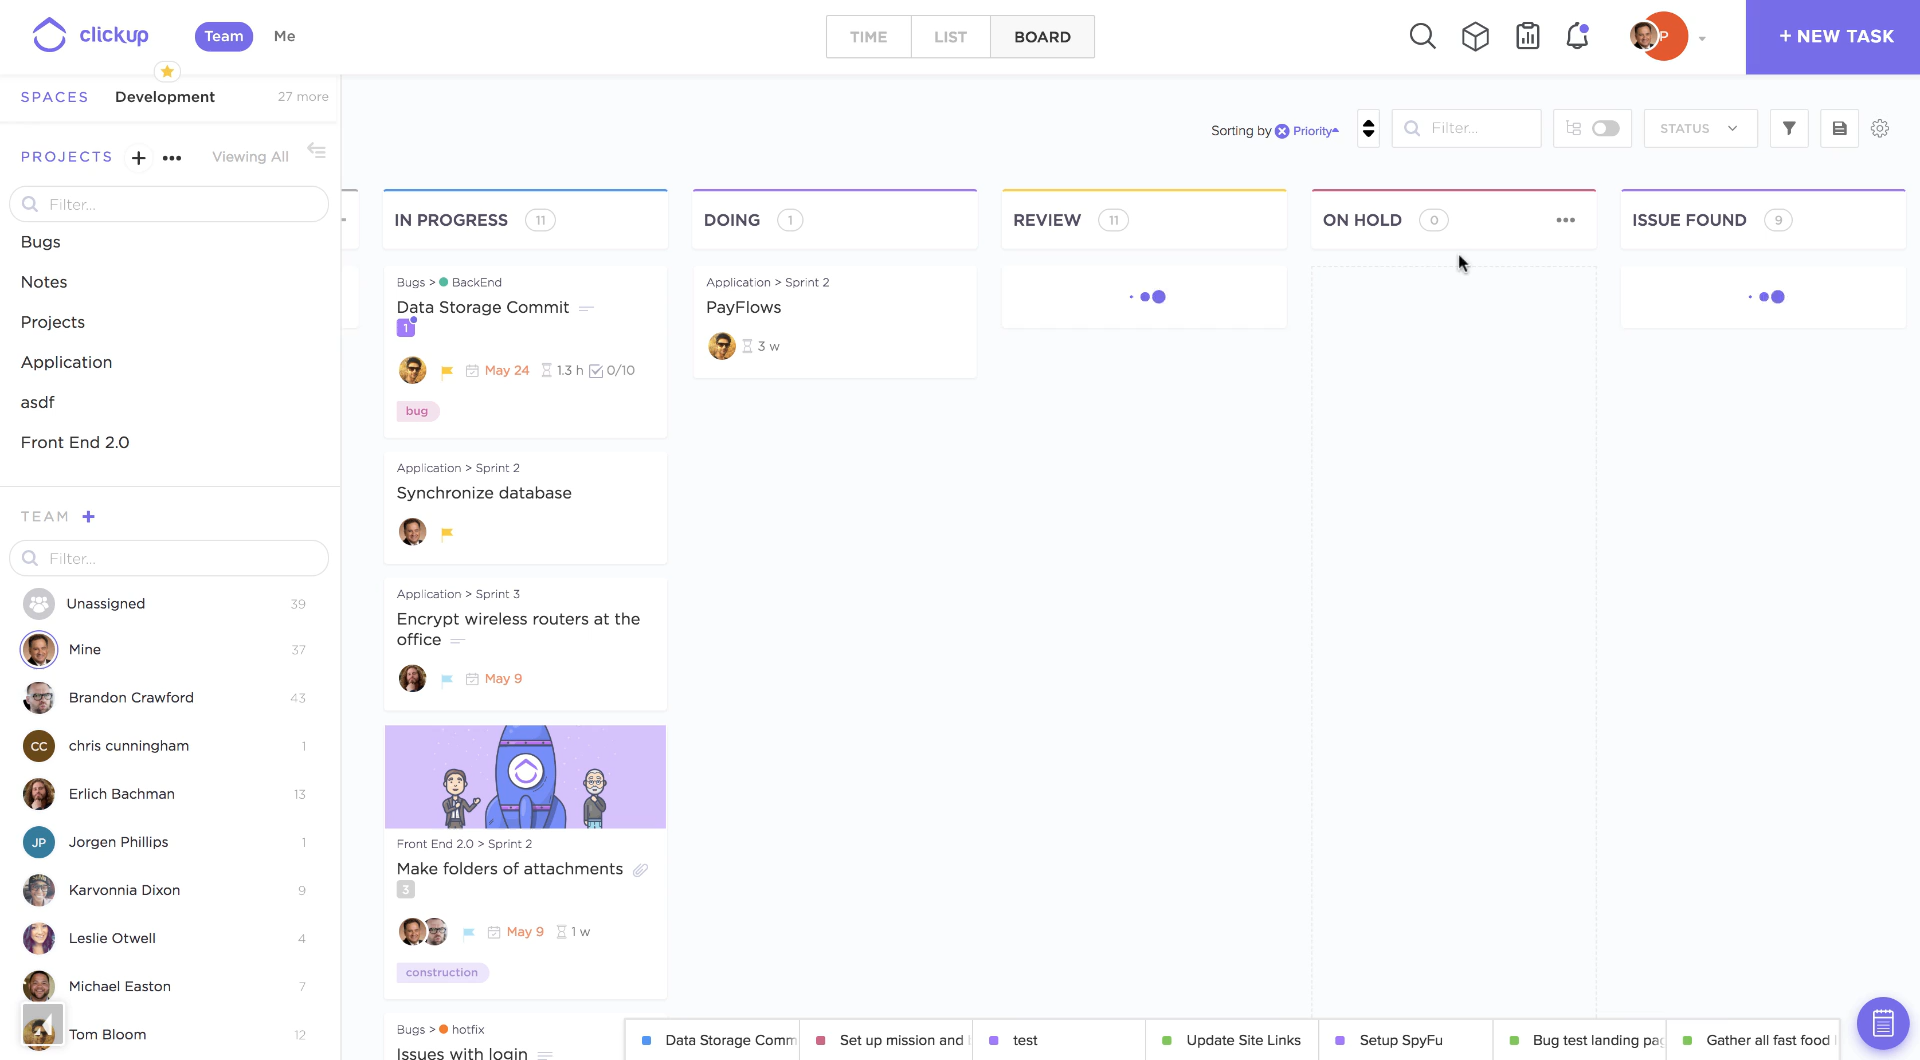 clickup
Team
Me
TIME
LIST
BOARD
P
+ NEW TASK
SPACES
Development
27 more
PROJECTS
Viewing All
Filter...
Bugs
Notes
Projects
Application
asdf
Front End 2.0
TEAM
Filter...
Unassigned 39
Mine 37
Brandon Crawford 43
CC chris cunningham 1
Erlich Bachman 13
JP Jorgen Phillips 1
Karvonnia Dixon 9
Leslie Otwell 4
Michael Easton 7
Tom Bloom 12
Sorting by Priority
Filter...
STATUS
IN PROGRESS 11
Bugs > BackEnd
Data Storage Commit
1
May 24 1.3 h 0/10
bug
Application > Sprint 2
Synchronize database
Application > Sprint 3
Encrypt wireless routers at the
office
May 9
Front End 2.0 > Sprint 2
Make folders of attachments
3
May 9 1 w
construction
Bugs > hotfix
Issues with login
DOING 1
Application > Sprint 2
PayFlows
3 w
REVIEW 11
ON HOLD 0
ISSUE FOUND 9
Data Storage Comm
Set up mission and
test
Update Site Links
Setup SpyFu
Bug test landing pag
Gather all fast food